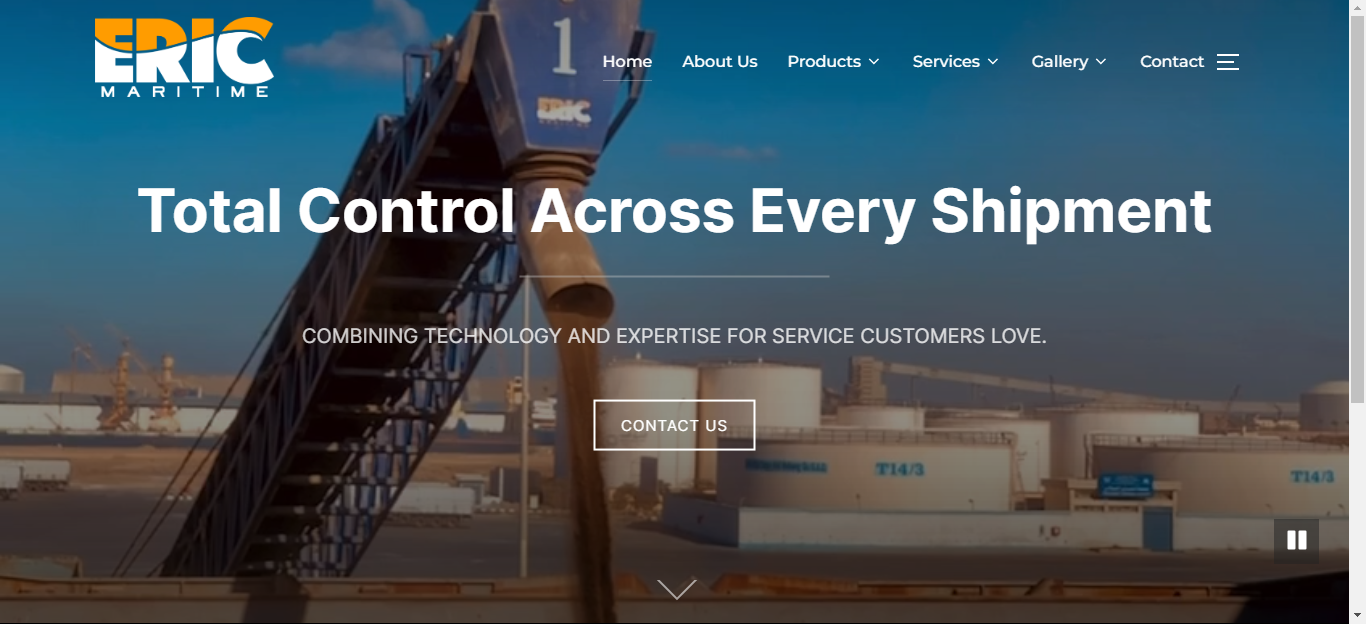 ERIC
MARITIME
Home
About Us
Products
Services
Gallery
Contact
1
ERIC
Total Control Across Every Shipment
COMBINING TECHNOLOGY AND EXPERTISE FOR SERVICE CUSTOMERS LOVE.
CONTACT US
T14/3
T14/3